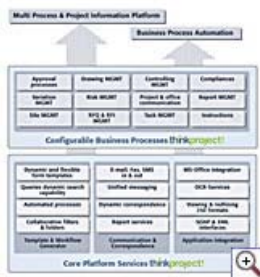 Multi Process & Project Information Platform
Business Process Automation
Approval processes
Drawing MGMT
Controlling MGMT
Compliances
Variation MGMT
Risk MGMT
Project & office communication
Report MGMT
Site MGMT
RFQ & RFI MGMT
Task MGMT
Instructions
Configurable Business Processes thinkproject!
Dynamic and flexible form templates
E-mail, Fax, SMS in & out
MS Office Integration
Queries dynamic search capability
Unified messaging
OCR Services
Automated processes
Dynamic correspondence
Viewing & redlining 250 formats
Collaborative filters & folders
Report services
SOAP & XML interfaces
Template & Workflow Generator
Communication & Correspondence
Application Integration
Core Platform Services thinkproject!